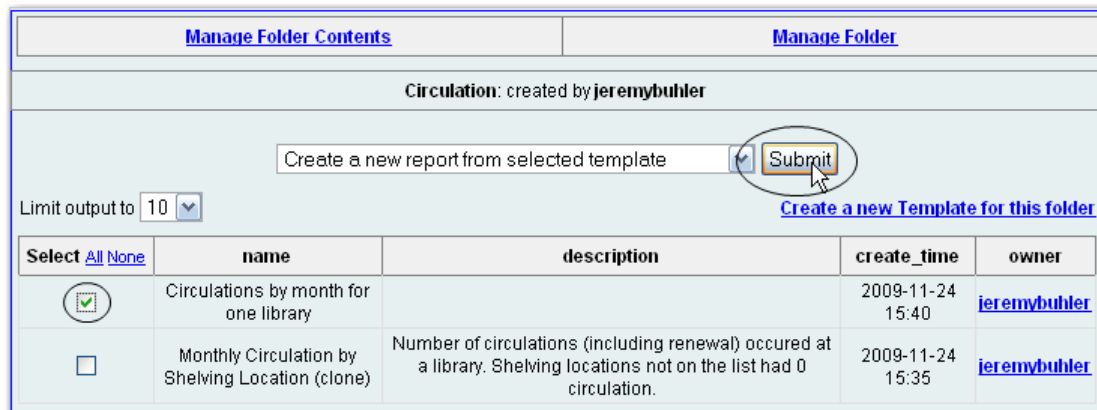 Manage Folder Contents
Manage Folder
Circulation: created by jeremybuhler
Create a new report from selected template
Submit
Limit output to 10
Create a new Template for this folder
Select All None
name
description
create_time
owner
Circulations by month for
one library
2009-11-24
15:40
jeremybuhler
Monthly Circulation by
Shelving Location (clone)
Number of circulations (including renewal) occured at
a library. Shelving locations not on the list had 0
circulation.
2009-11-24
15:35
jeremybuhler